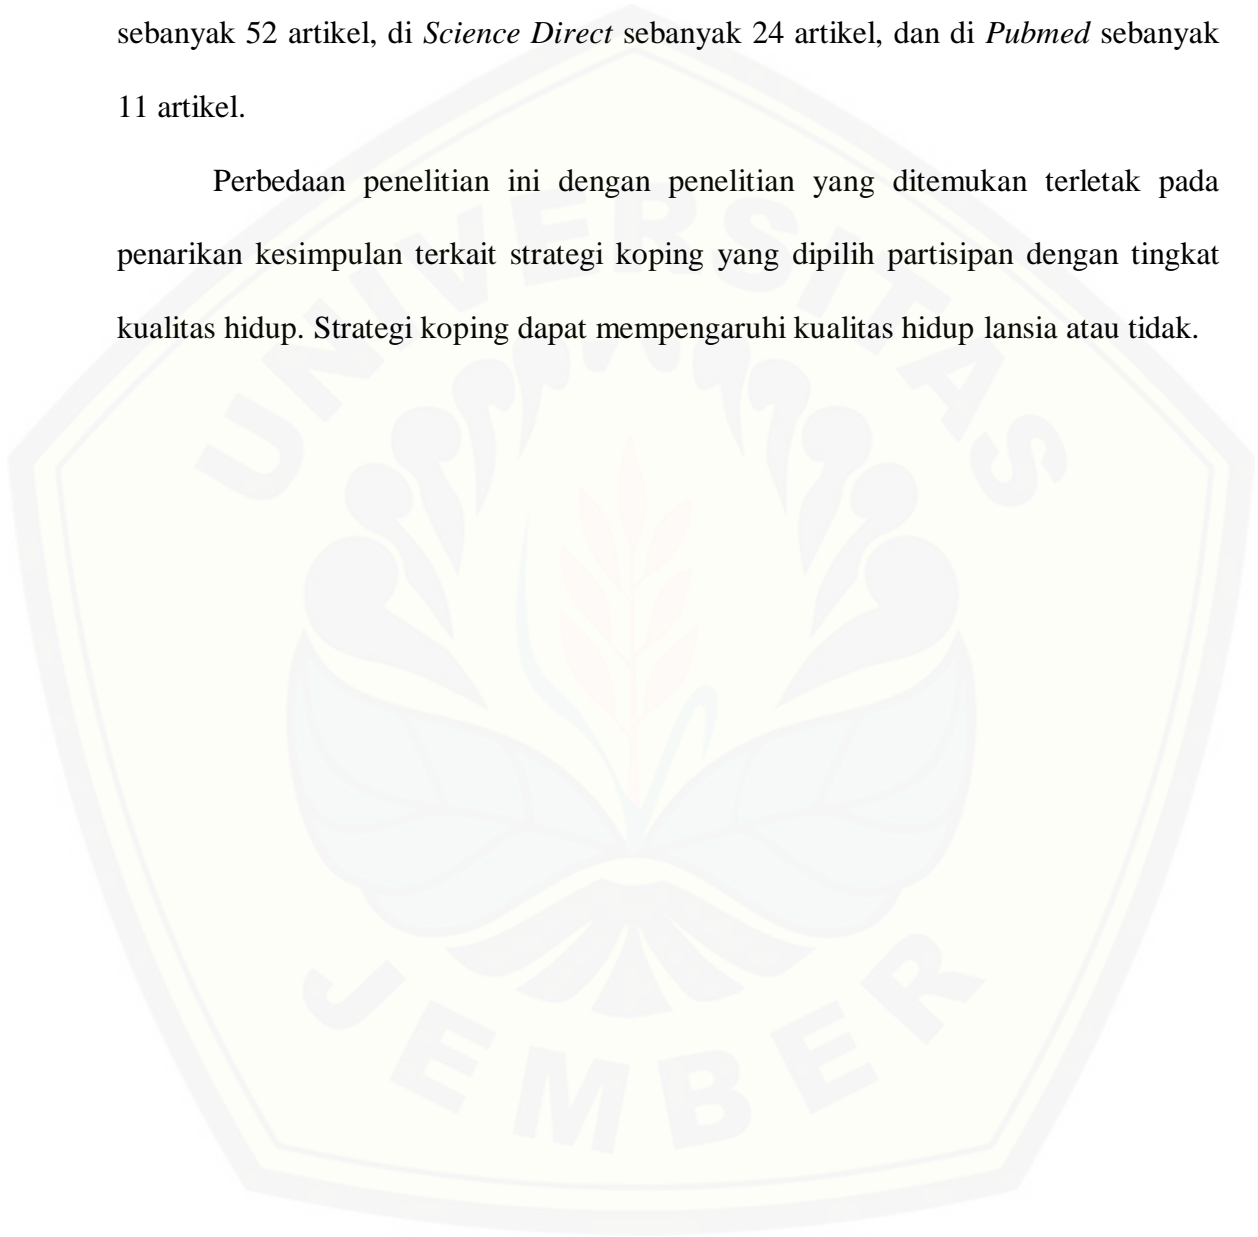 sebanyak 52 artikel, di Science Direct sebanyak 24 artikel, dan di Pubmed sebanyak
11 artikel.
Perbedaan penelitian ini dengan penelitian yang ditemukan terletak pada
penarikan kesimpulan terkait strategi koping yang dipilih partisipan dengan tingkat
kualitas hidup. Strategi koping dapat mempengaruhi kualitas hidup lansia atau tidak.
UNIVERSITAS
JEMBER